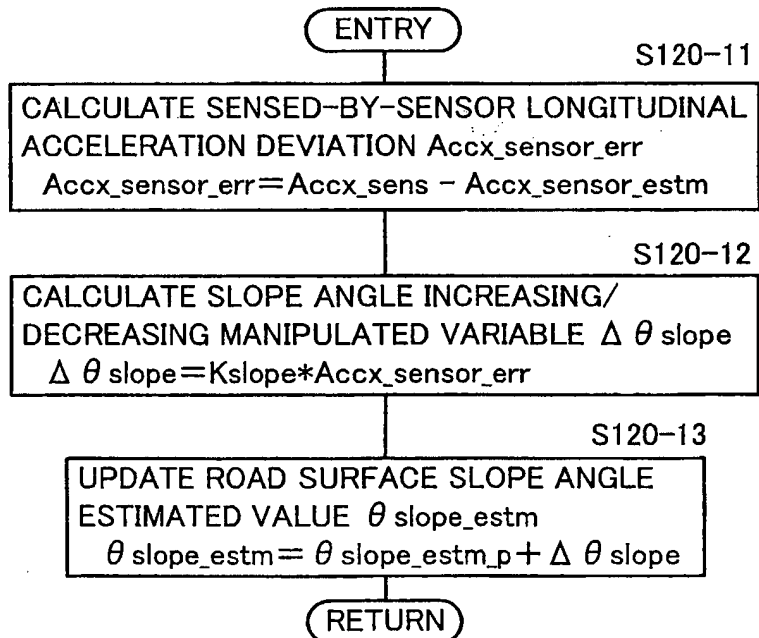 ENTRY
S120-11
CALCULATE SENSED-BY-SENSOR LONGITUDINAL
ACCELERATION DEVIATION Accx_sensor_err
Accx_sensor_err=Accx_sens - Accx_sensor_estm
S120-12
CALCULATE SLOPE ANGLE INCREASING/
DECREASING MANIPULATED VARIABLE Δ θ slope
Δ θ slope=Kslope*Accx_sensor_err
S120-13
UPDATE ROAD SURFACE SLOPE ANGLE
ESTIMATED VALUE θ slope_estm
θ slope_estm= θ slope_estm_p+ Δ θ slope
RETURN